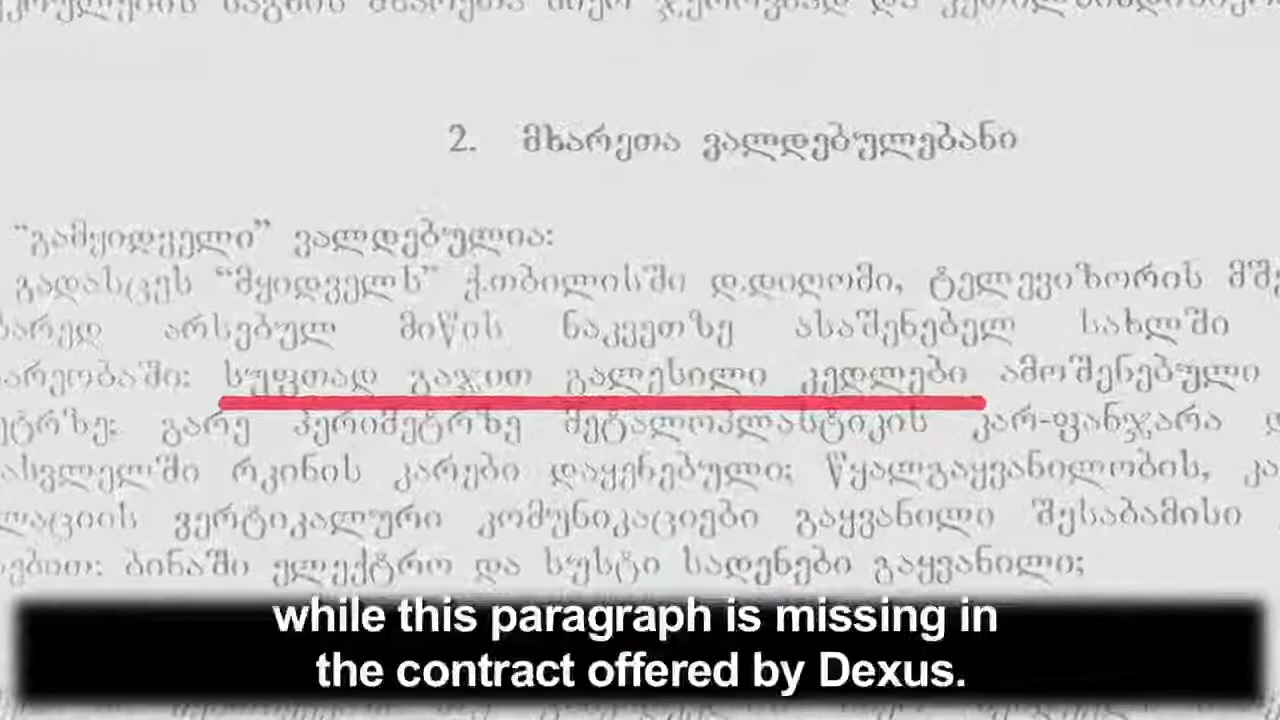 2. მხარეთა ვალდებულებანი
“გამყიდველი” ვალდებულია:
გადასცეს “მყიდველს” ქ.თბილისში დ.დიღომი, ტელევიზორის
არსებულ მიწის ნაკვეთზე ასაშენებელ სახლში
სუფთად გაჯით გალესილი კედლები ამოშენებული
გარე პერიმეტრზე მეტალოპლასტიკის კარ-ფანჯარა
რკინის კარები დაყენებული; წყალგაყვანილობის,
ვერტიკალური კომუნიკაციები გაყვანილი შესაბამისი
ბინაში ელექტრო და სუსტი სადენები გაყვანილი;
while this paragraph is missing in
the contract offered by Dexus.